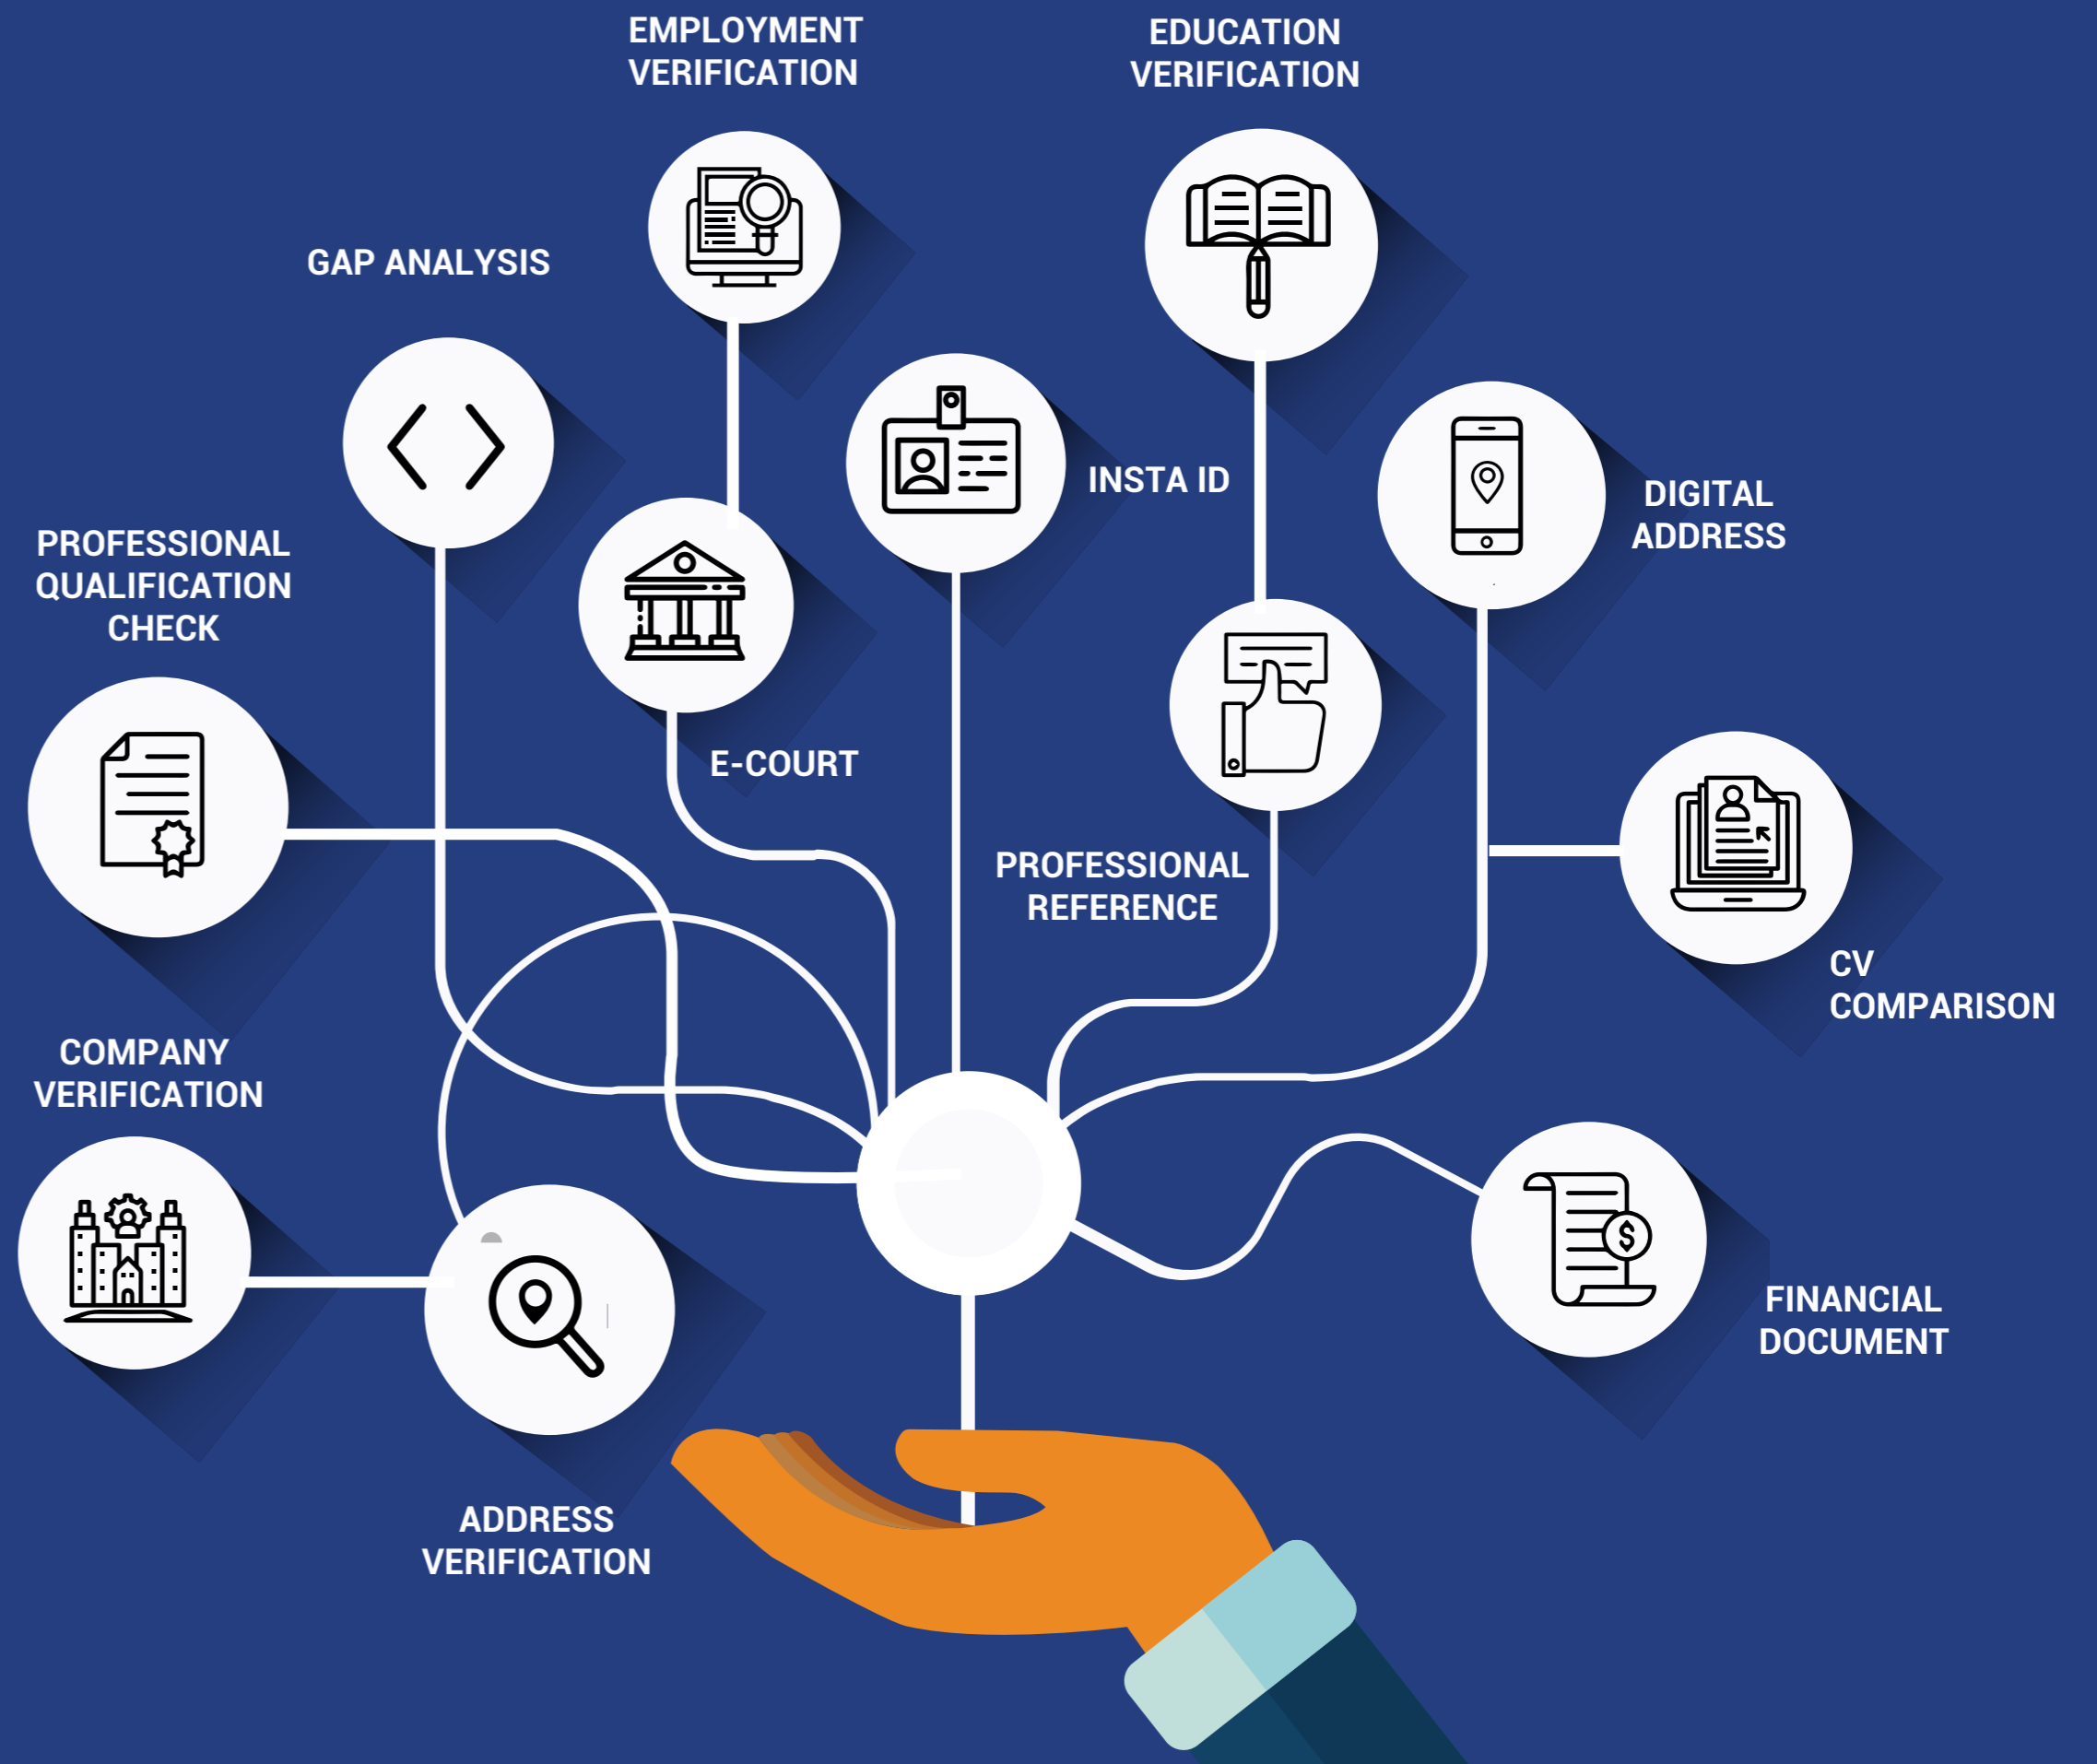 EMPLOYMENT
VERIFICATION
EDUCATION
VERIFICATION
GAP ANALYSIS
INSTA ID
DIGITAL
ADDRESS
PROFESSIONAL
QUALIFICATION
CHECK
E-COURT
PROFESSIONAL
REFERENCE
CV
COMPARISON
COMPANY
VERIFICATION
FINANCIAL
DOCUMENT
ADDRESS
VERIFICATION